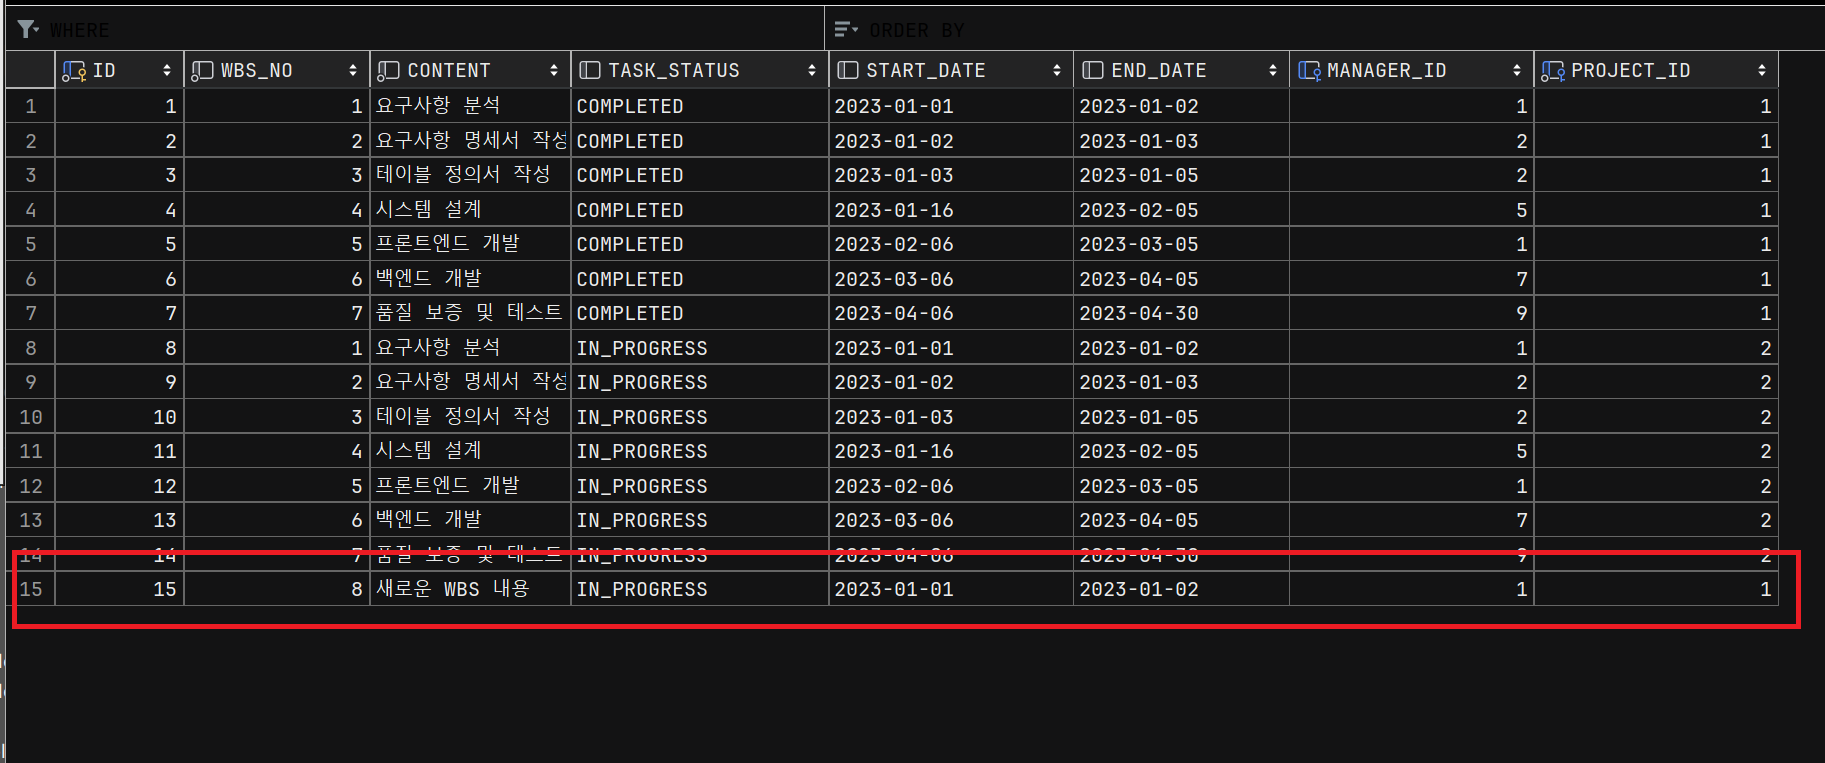 WHERE ORDER BY
ID WBS_NO CONTENT TASK_STATUS START_DATE END_DATE MANAGER_ID PROJECT_ID
1 1 1 요구사항 분석 COMPLETED 2023-01-01 2023-01-02 1 1
2 2 2 요구사항 명세서 작성 COMPLETED 2023-01-02 2023-01-03 2 1
3 3 3 테이블 정의서 작성 COMPLETED 2023-01-03 2023-01-05 2 1
4 4 4 시스템 설계 COMPLETED 2023-01-16 2023-02-05 5 1
5 5 5 프론트엔드 개발 COMPLETED 2023-02-06 2023-03-05 1 1
6 6 6 백엔드 개발 COMPLETED 2023-03-06 2023-04-05 7 1
7 7 7 품질 보증 및 테스트 COMPLETED 2023-04-06 2023-04-30 9 1
8 8 1 요구사항 분석 IN_PROGRESS 2023-01-01 2023-01-02 1 2
9 9 2 요구사항 명세서 작성 IN_PROGRESS 2023-01-02 2023-01-03 2 2
10 10 3 테이블 정의서 작성 IN_PROGRESS 2023-01-03 2023-01-05 2 2
11 11 4 시스템 설계 IN_PROGRESS 2023-01-16 2023-02-05 5 2
12 12 5 프론트엔드 개발 IN_PROGRESS 2023-02-06 2023-03-05 1 2
13 13 6 백엔드 개발 IN_PROGRESS 2023-03-06 2023-04-05 7 2
14 14 7 품질 보증 및 테스트 IN_PROGRESS 2023-04-06 2023-04-30 9 2
15 15 8 새로운 WBS 내용 IN_PROGRESS 2023-01-01 2023-01-02 1 1